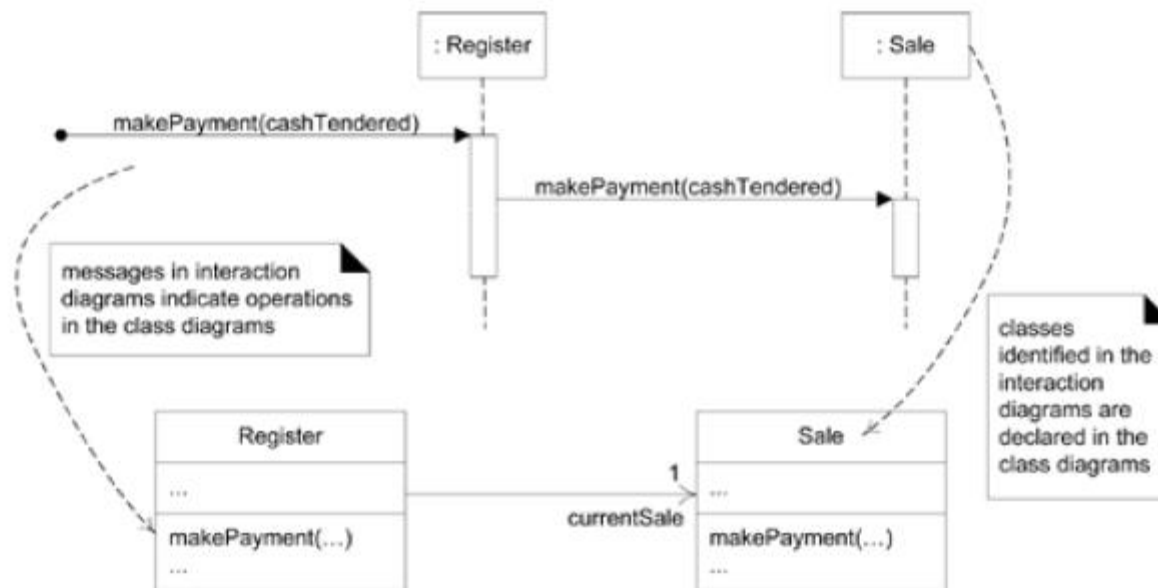 : Register
: Sale
makePayment(cashTendered)
makePayment(cashTendered)
messages in interaction
diagrams indicate operations
in the class diagrams
classes
identified in the
interaction
diagrams are
declared in the
class diagrams
Register
...
makePayment(...)
...
1
currentSale
Sale
...
makePayment(...)
...